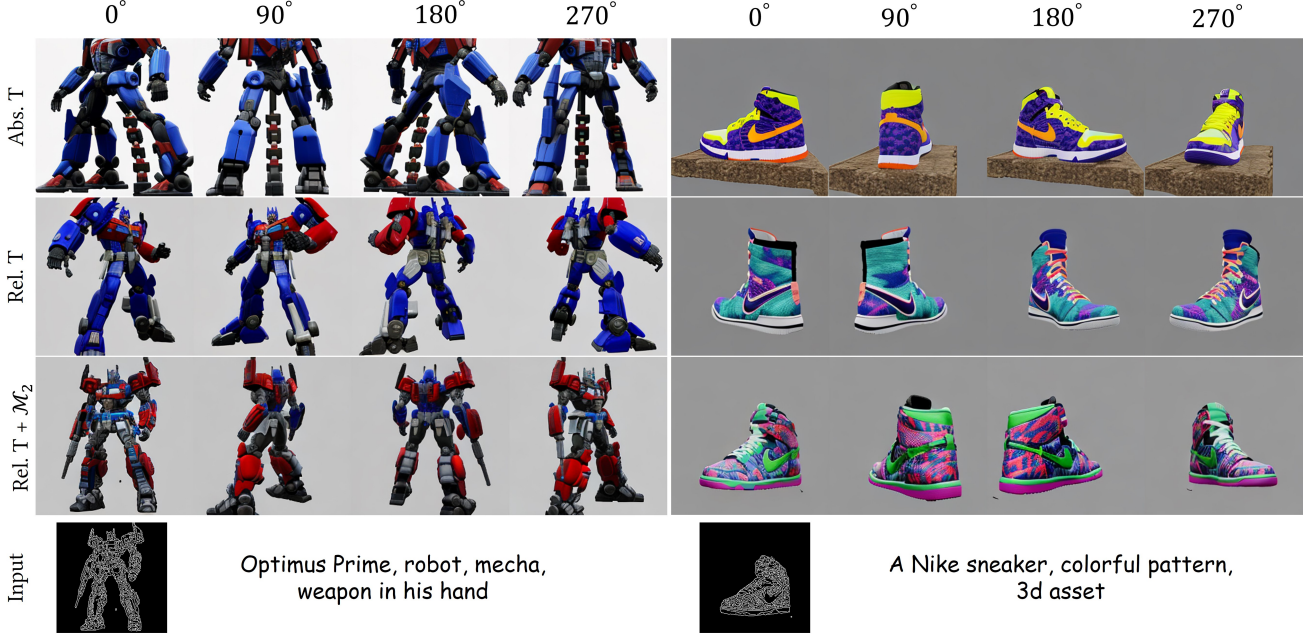 0° 90° 180° 270° 0° 90° 180° 270°
Abs. T
Rel. T
Rel. T + ℳ₂
Input
Optimus Prime, robot, mecha,
weapon in his hand
A Nike sneaker, colorful pattern,
3d asset